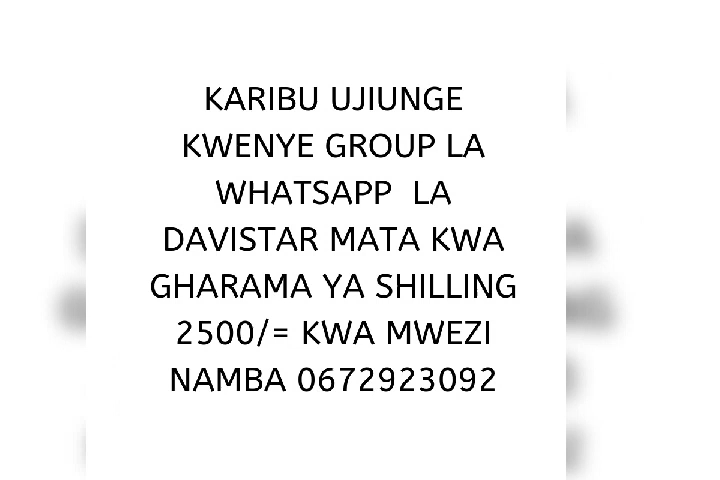 KARIBU UJIUNGE
KWENYE GROUP LA
WHATSAPP LA
DAVISTAR MATA KWA
GHARAMA YA SHILLING
2500/= KWA MWEZI
NAMBA 0672923092